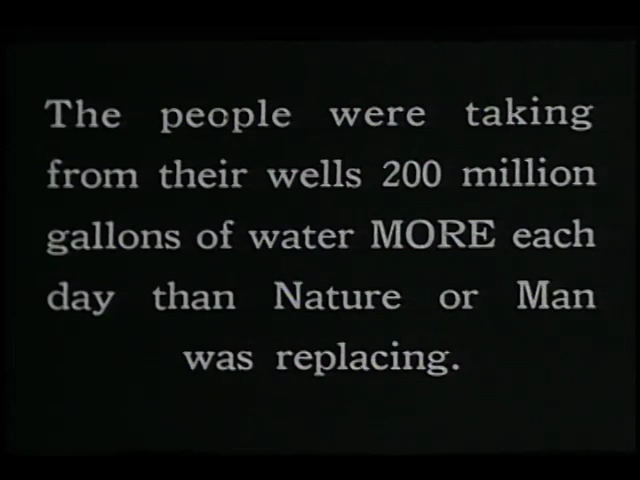 The people were taking
from their wells 200 million
gallons of water MORE each
day than Nature or Man
was replacing.